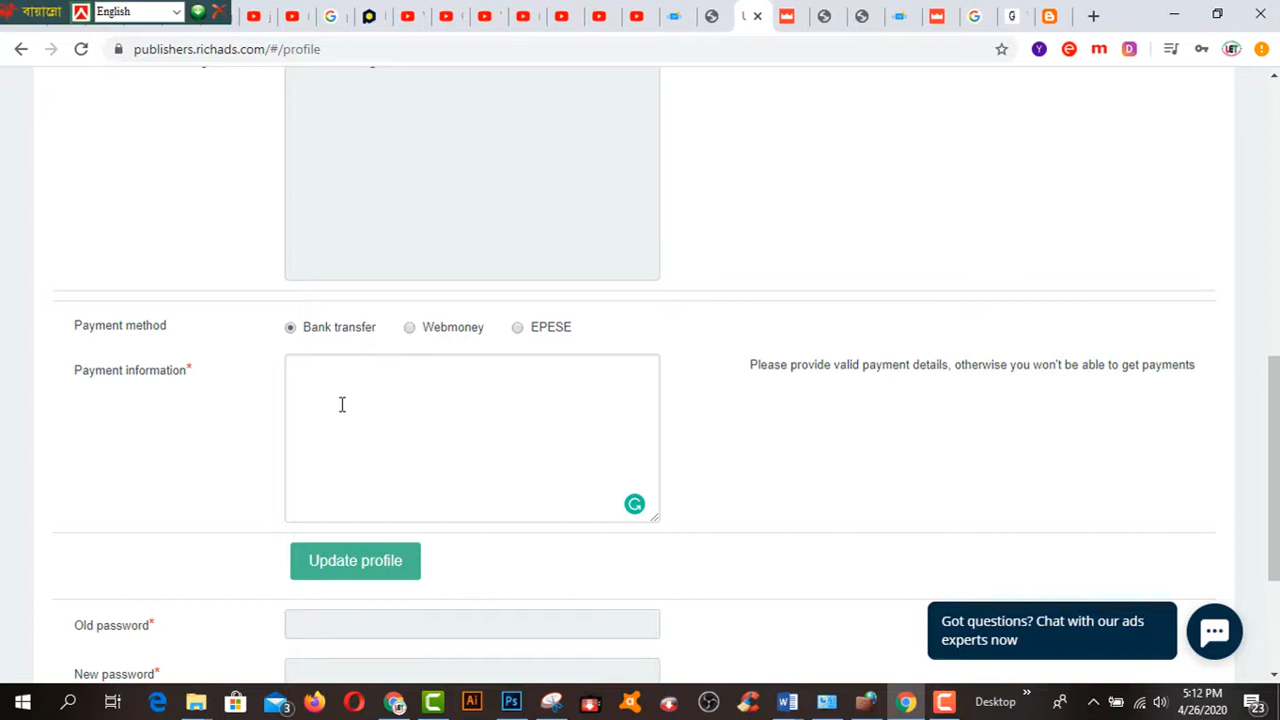 বায়ান্নো
English
publishers.richads.com/#/profile
Payment method
Bank transfer
Webmoney
EPESE
Payment information*
Please provide valid payment details, otherwise you won't be able to get payments
Update profile
Old password*
New password*
Got questions? Chat with our ads
experts now
Desktop
5:12 PM
4/26/2020
23
3